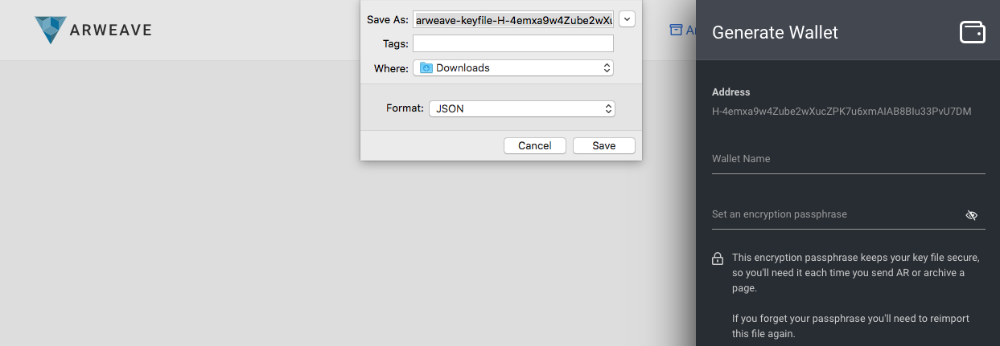 ARWEAVE
Save As: arweave-keyfile-H-4emxa9w4Zube2wXu
Tags:
Where: Downloads
Format: JSON
Cancel Save
Generate Wallet
Address
H-4emxa9w4Zube2wXucZPK7u6xmAIAB8BIu33PvU7DM
Wallet Name
Set an encryption passphrase
This encryption passphrase keeps your key file secure,
so you'll need it each time you send AR or archive a
page.
If you forget your passphrase you'll need to reimport
this file again.